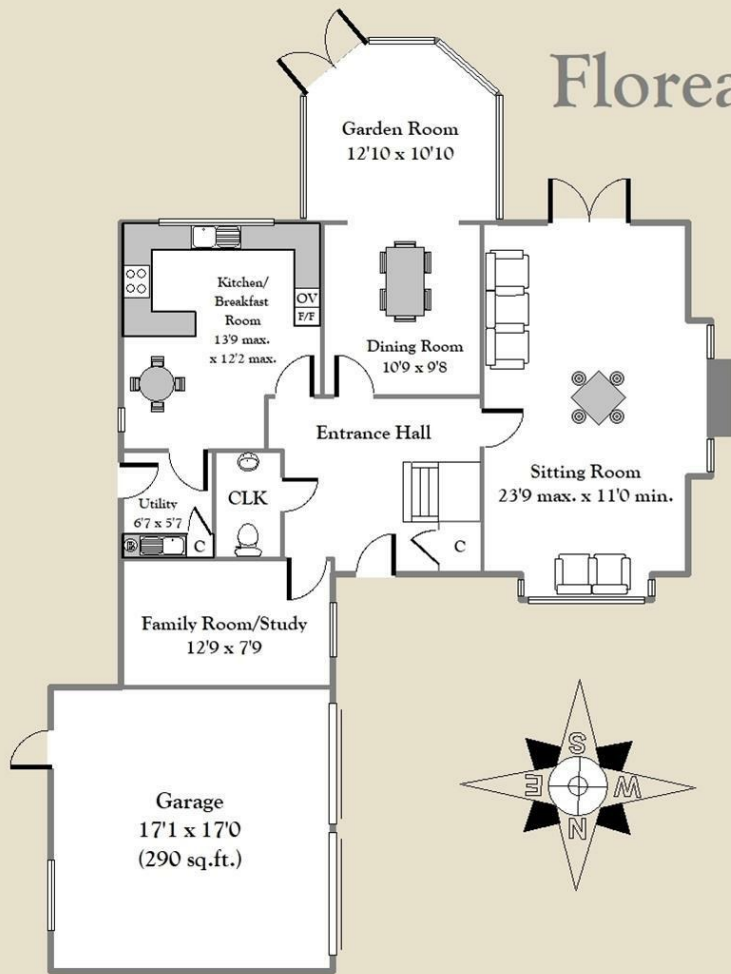 Florea
Garden Room
12'10 x 10'10
Kitchen/
Breakfast
Room
13'9 max.
x 12'2 max.
OV
F/F
Dining Room
10'9 x 9'8
Entrance Hall
Sitting Room
23'9 max. x 11'0 min.
Utility
6'7 x 5'7
CLK
C
C
Family Room/Study
12'9 x 7'9
Garage
17'1 x 17'0
(290 sq.ft.)
S
E
W
N